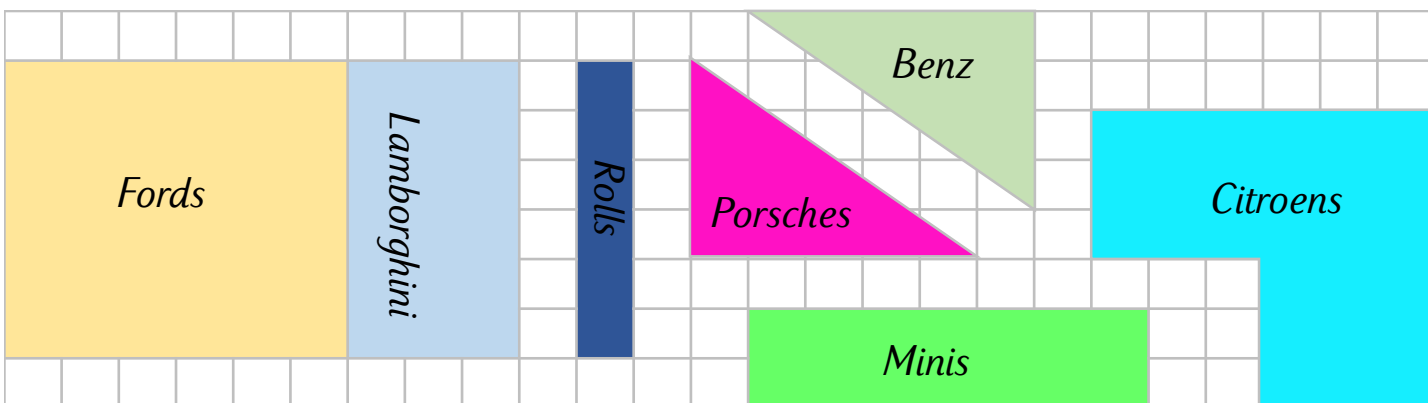 Fords
Lamborghini
Rolls
Porsches
Benz
Minis
Citroens